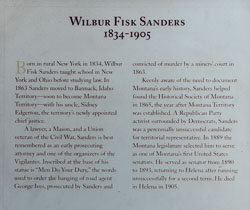 WILBUR FISK SANDERS
1834-1905
Born in rural New York in 1834, Wilbur
Fisk Sanders taught school in New
York and Ohio before studying law. In
1863 Sanders moved to Bannack, Idaho
Territory—soon to become Montana
Territory—with his uncle, Sidney
Edgerton, the territory's newly appointed
chief justice.
A lawyer, a Mason, and a Union
veteran of the Civil War, Sanders is best
remembered as an early prosecuting
attorney and one of the organizers of the
Vigilantes. Inscribed at the base of his
statue is "Men Do Your Duty," the words
used to order the hanging of road agent
George Ives, prosecuted by Sanders and
convicted of murder by a miner's court in
1863.
Keenly aware of the need to document
Montana's early history, Sanders helped
found the Historical Society of Montana
in 1865, the year after Montana Territory
was established. A Republican Party
activist surrounded by Democrats, Sanders
was a perennially unsuccessful candidate
for territorial representative. In 1889 the
Montana legislature selected him to serve
as one of Montana's first United States
senators. He served as senator from 1890
to 1893, returning to Helena after running
unsuccessfully for a second term. He died
in Helena in 1905.